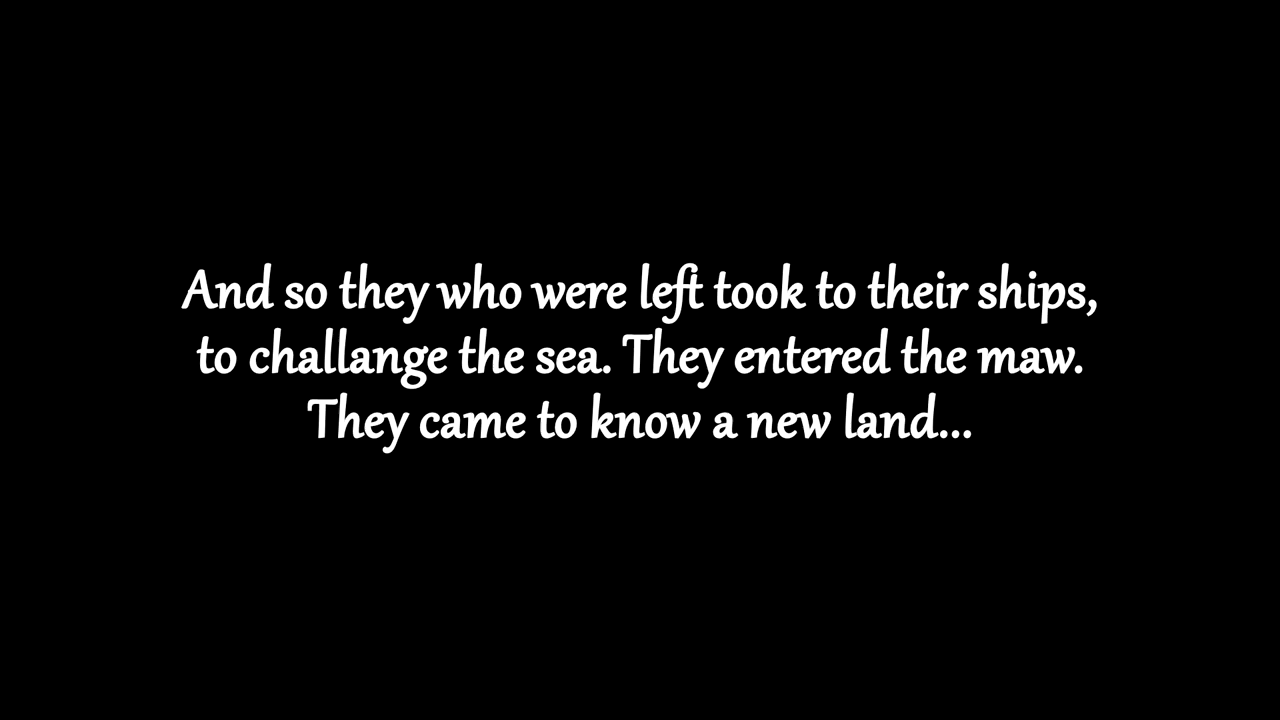 And so they who were left took to their ships,
to challange the sea. They entered the maw.
They came to know a new land...